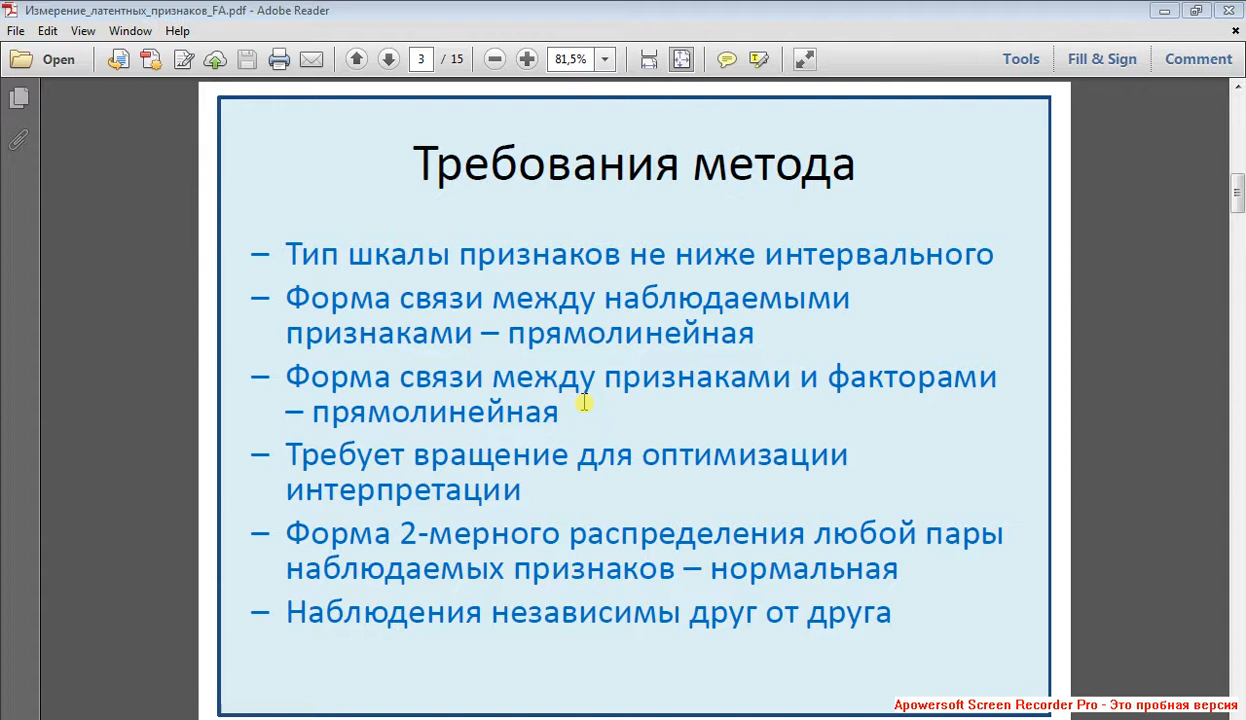 Измерение_латентных_признаков_FA.pdf - Adobe Reader
File Edit View Window Help
Open 3 / 15 81,5% Tools Fill & Sign Comment
Требования метода
– Тип шкалы признаков не ниже интервального
– Форма связи между наблюдаемыми
признаками – прямолинейная
– Форма связи между признаками и факторами
– прямолинейная
– Требует вращение для оптимизации
интерпретации
– Форма 2-мерного распределения любой пары
наблюдаемых признаков – нормальная
– Наблюдения независимы друг от друга
Apowersoft Screen Recorder Pro - Это пробная версия